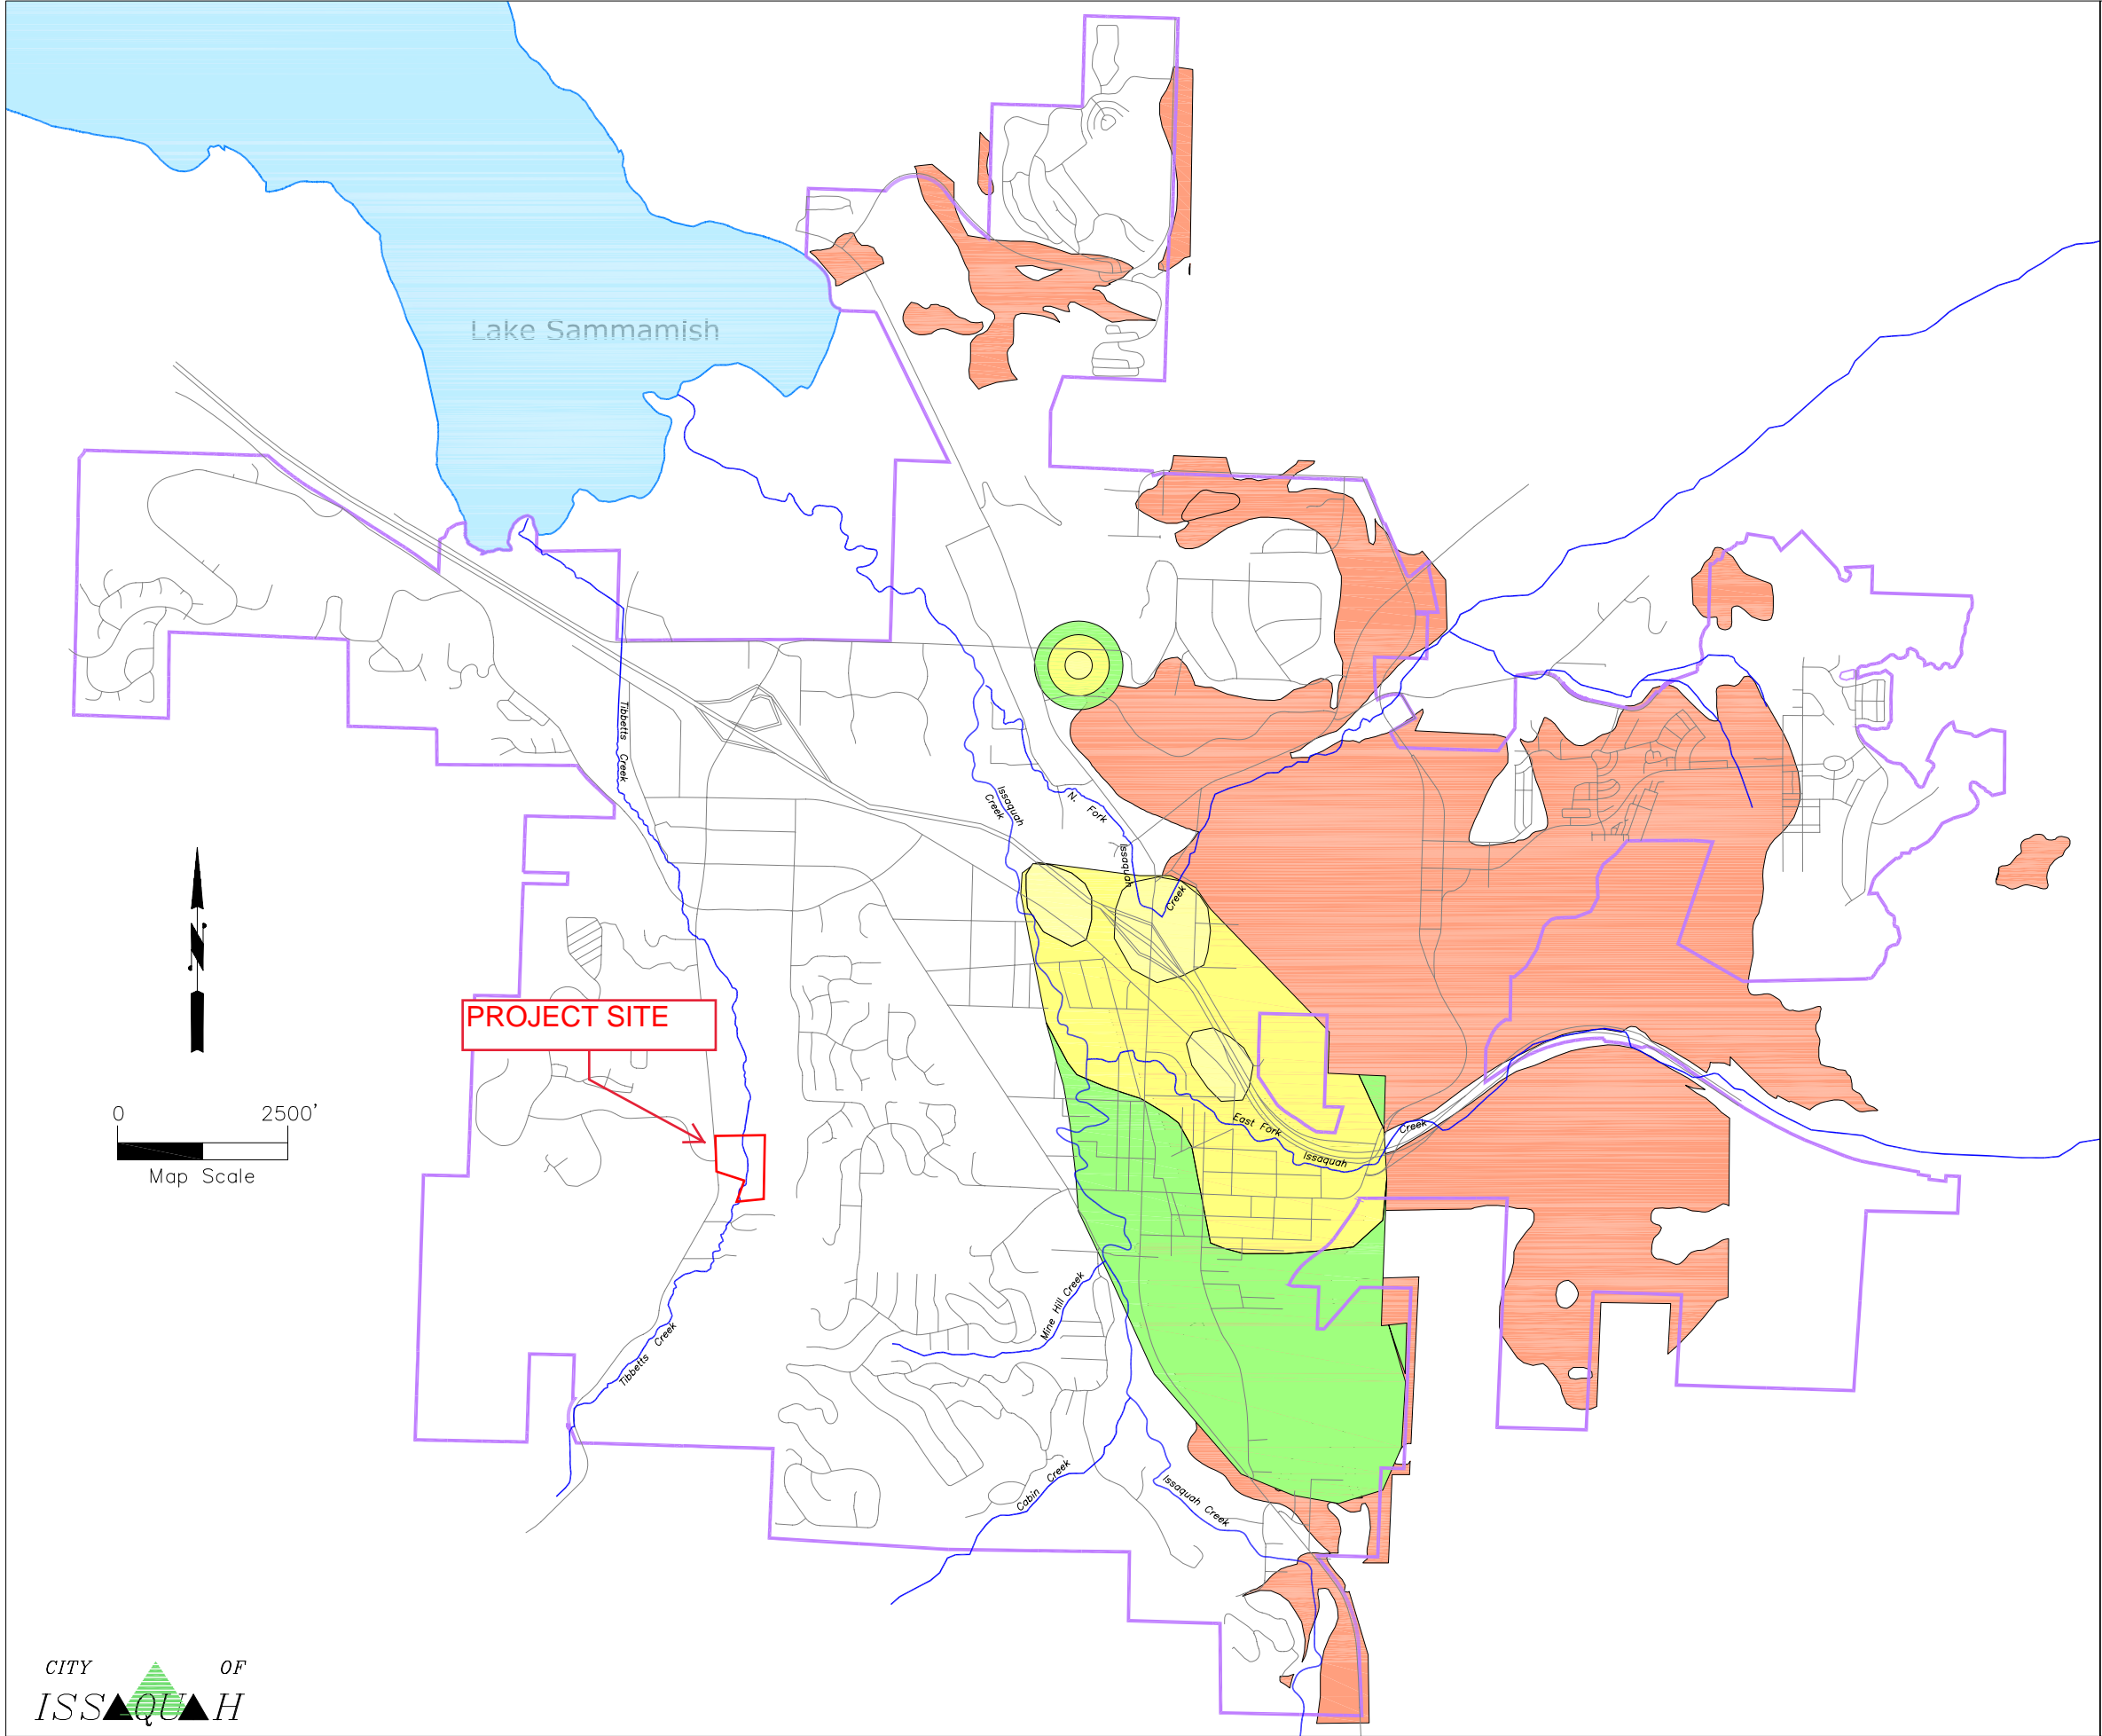 Lake Sammamish
Tibbetts Creek
Issaquah
Creek
N. Fork
Issaquah
Creek
PROJECT SITE
N
0 2500'
Map Scale
East Fork
Issaquah
Creek
Mine Hill Creek
Tibbetts Creek
Cabin Creek
Issaquah Creek
CITY OF
ISSAQUAH